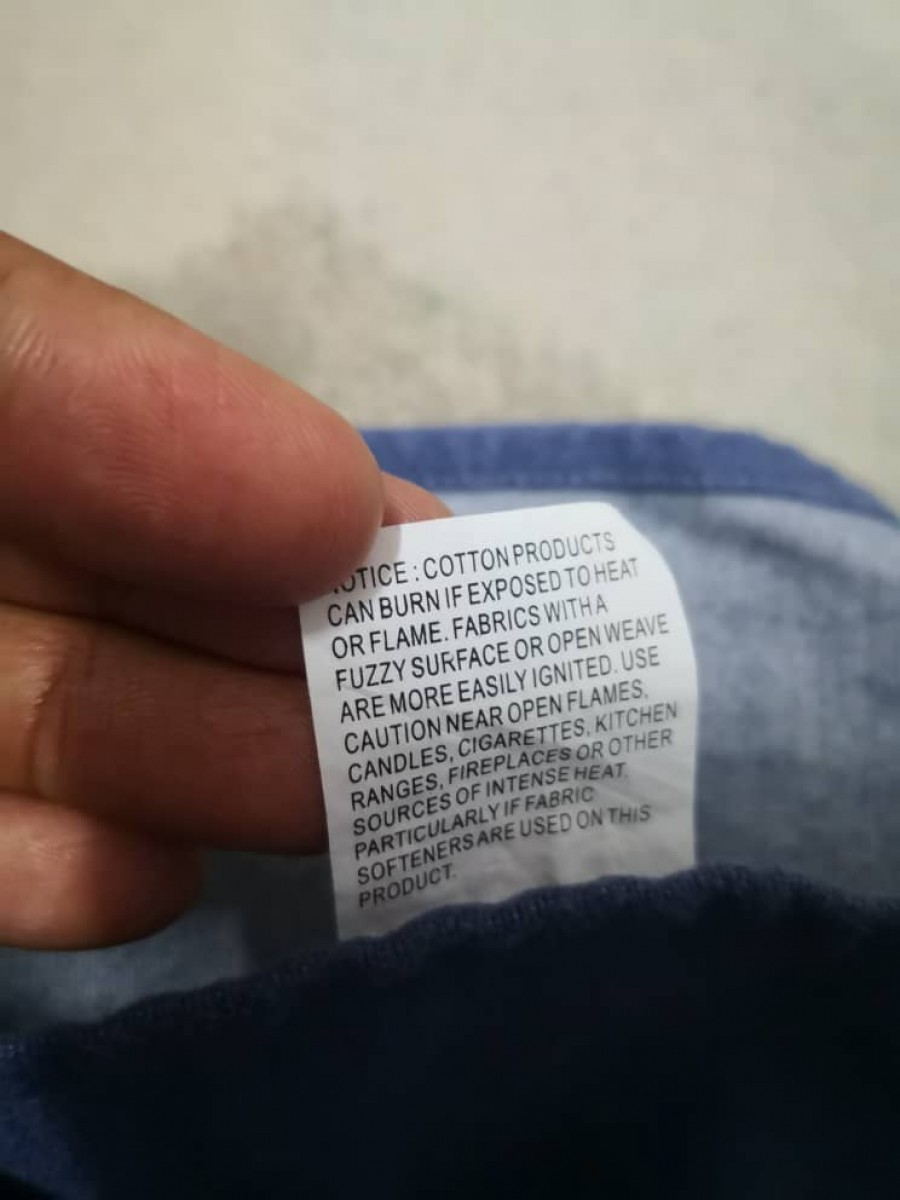 NOTICE : COTTON PRODUCTS
CAN BURN IF EXPOSED TO HEAT
OR FLAME. FABRICS WITH A
FUZZY SURFACE OR OPEN WEAVE
ARE MORE EASILY IGNITED. USE
CAUTION NEAR OPEN FLAMES,
CANDLES, CIGARETTES, KITCHEN
RANGES, FIREPLACES OR OTHER
SOURCES OF INTENSE HEAT,
PARTICULARLY IF FABRIC
SOFTENERS ARE USED ON THIS
PRODUCT.